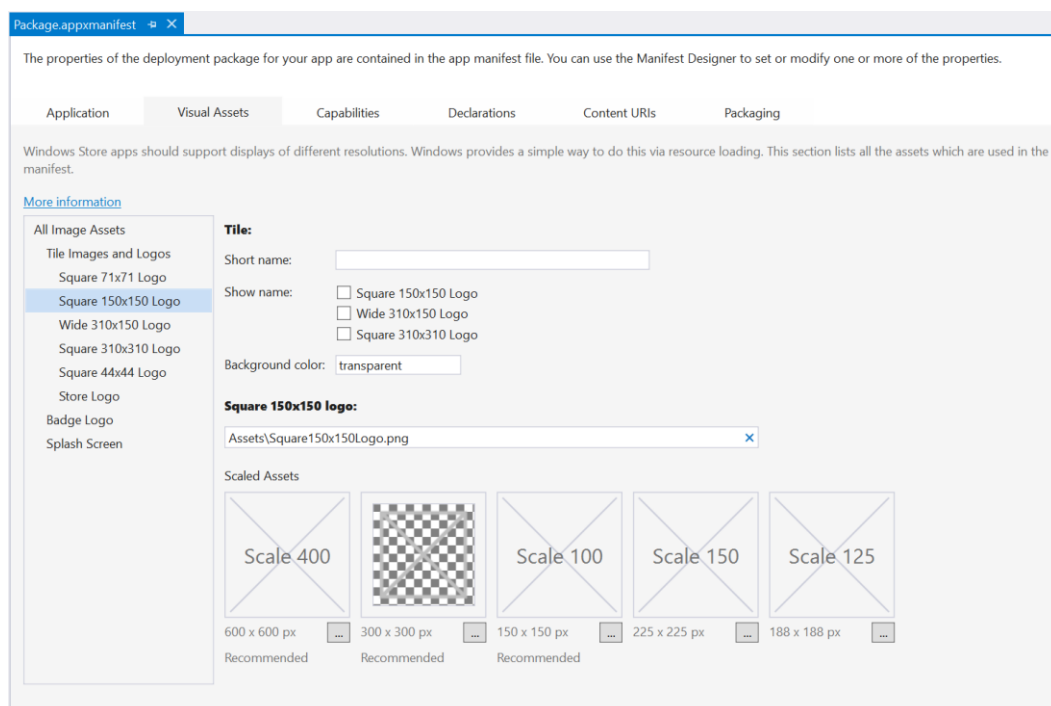 Package.appxmanifest
The properties of the deployment package for your app are contained in the app manifest file. You can use the Manifest Designer to set or modify one or more of the properties.
Application Visual Assets Capabilities Declarations Content URIs Packaging
Windows Store apps should support displays of different resolutions. Windows provides a simple way to do this via resource loading. This section lists all the assets which are used in the
manifest.
More information
All Image Assets
Tile Images and Logos
Square 71x71 Logo
Square 150x150 Logo
Wide 310x150 Logo
Square 310x310 Logo
Square 44x44 Logo
Store Logo
Badge Logo
Splash Screen
Tile:
Short name:
Show name:
Square 150x150 Logo
Wide 310x150 Logo
Square 310x310 Logo
Background color: transparent
Square 150x150 logo:
Assets\Square150x150Logo.png
Scaled Assets
Scale 400 Scale 100 Scale 150 Scale 125
600 x 600 px ... 300 x 300 px ... 150 x 150 px ... 225 x 225 px ... 188 x 188 px ...
Recommended Recommended Recommended